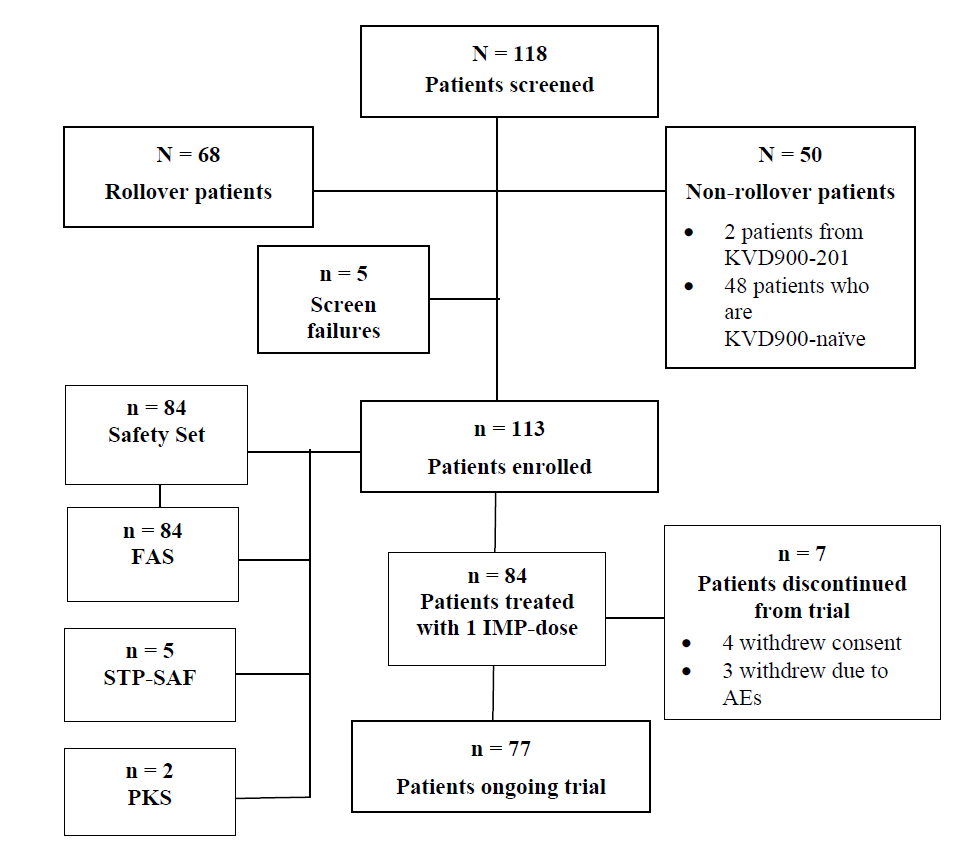 N = 118
Patients screened
N = 68
Rollover patients
N = 50
Non-rollover patients
• 2 patients from
KVD900-201
• 48 patients who
are
KVD900-naïve
n = 5
Screen
failures
n = 84
Safety Set
n = 113
Patients enrolled
n = 84
FAS
n = 84
Patients treated
with 1 IMP-dose
n = 7
Patients discontinued
from trial
• 4 withdrew consent
• 3 withdrew due to
AEs
n = 5
STP-SAF
n = 77
Patients ongoing trial
n = 2
PKS